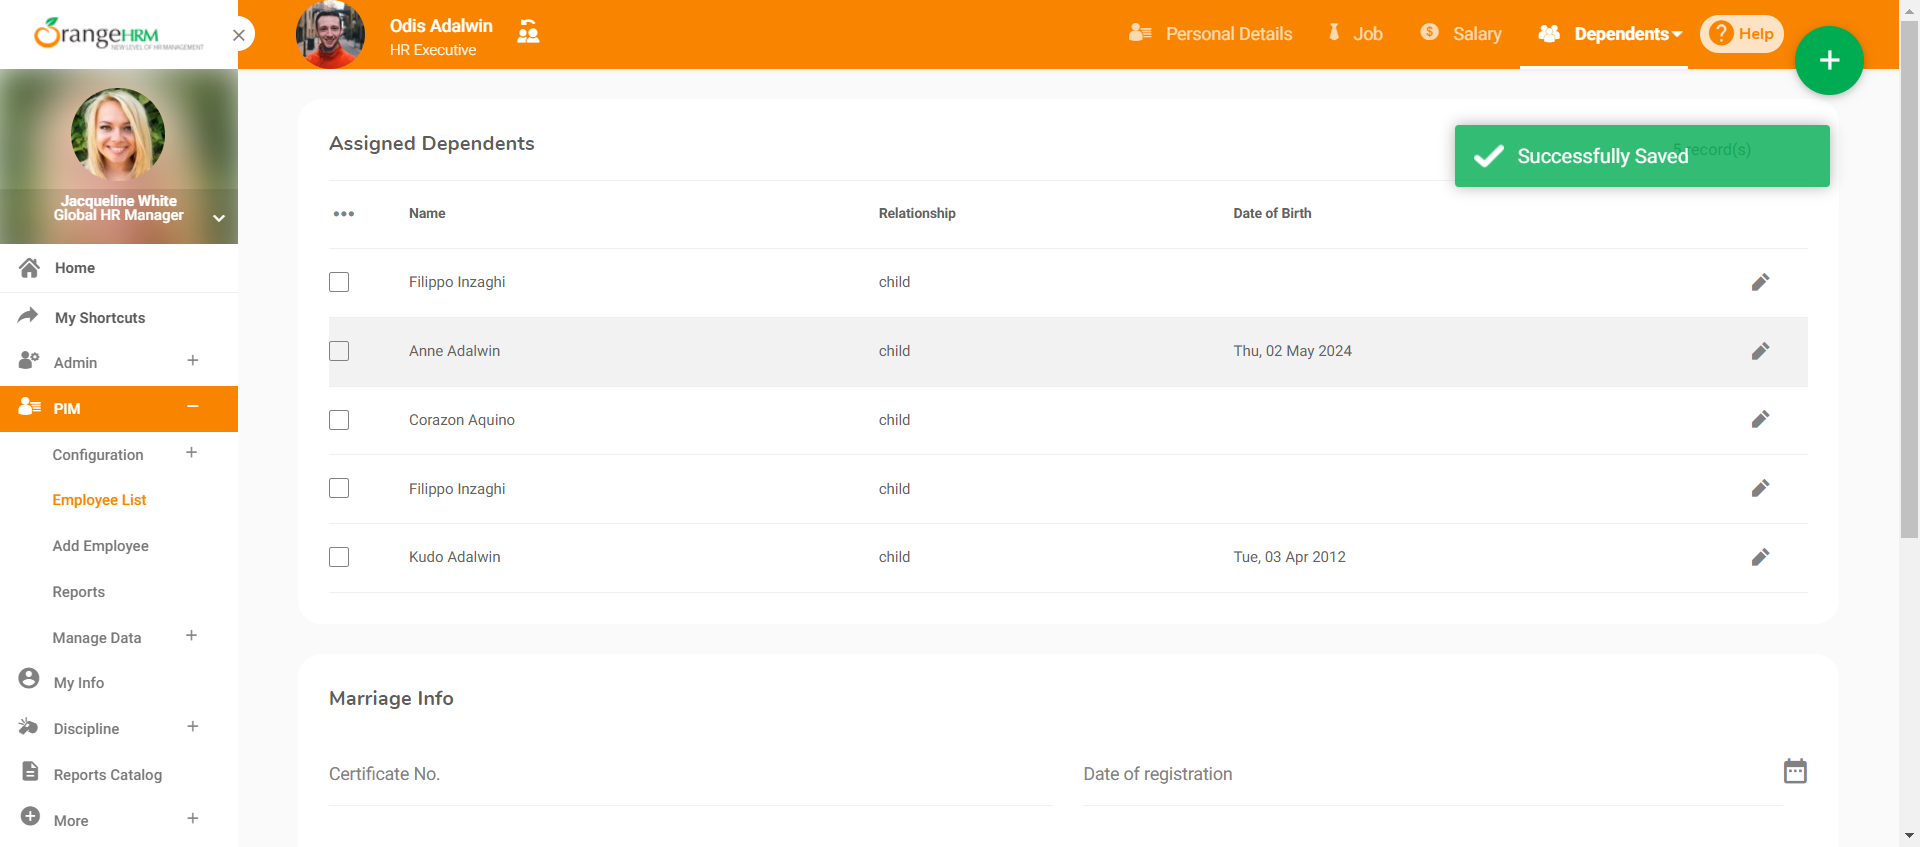 OrangeHRM
NEW LEVEL OF HR MANAGEMENT
Odis Adalwin
HR Executive
Personal Details
Job
Salary
Dependents
Help
Jacqueline White
Global HR Manager
Home
My Shortcuts
Admin
PIM
Configuration
Employee List
Add Employee
Reports
Manage Data
My Info
Discipline
Reports Catalog
More
Assigned Dependents
5 record(s)
Successfully Saved
Name Relationship Date of Birth
Filippo Inzaghi child
Anne Adalwin child Thu, 02 May 2024
Corazon Aquino child
Filippo Inzaghi child
Kudo Adalwin child Tue, 03 Apr 2012
Marriage Info
Certificate No. Date of registration